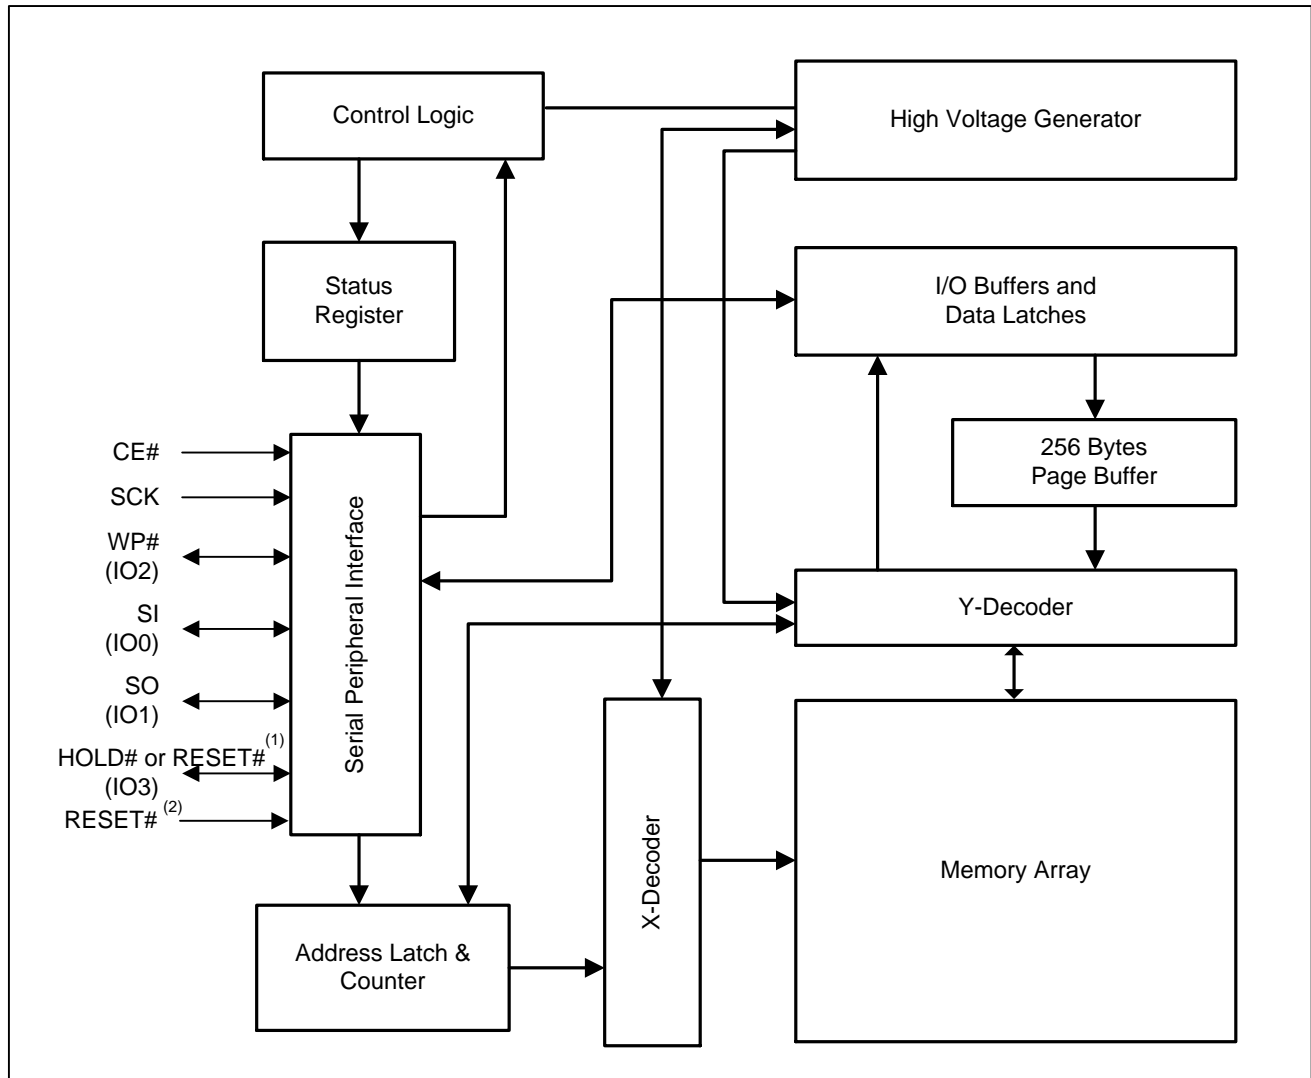 Control Logic
High Voltage Generator
Status
Register
I/O Buffers and
Data Latches
256 Bytes
Page Buffer
Y-Decoder
CE#
SCK
WP#
(IO2)
SI
(IO0)
SO
(IO1)
HOLD# or RESET# (1)
(IO3)
RESET# (2)
Serial Peripheral Interface
X-Decoder
Memory Array
Address Latch &
Counter